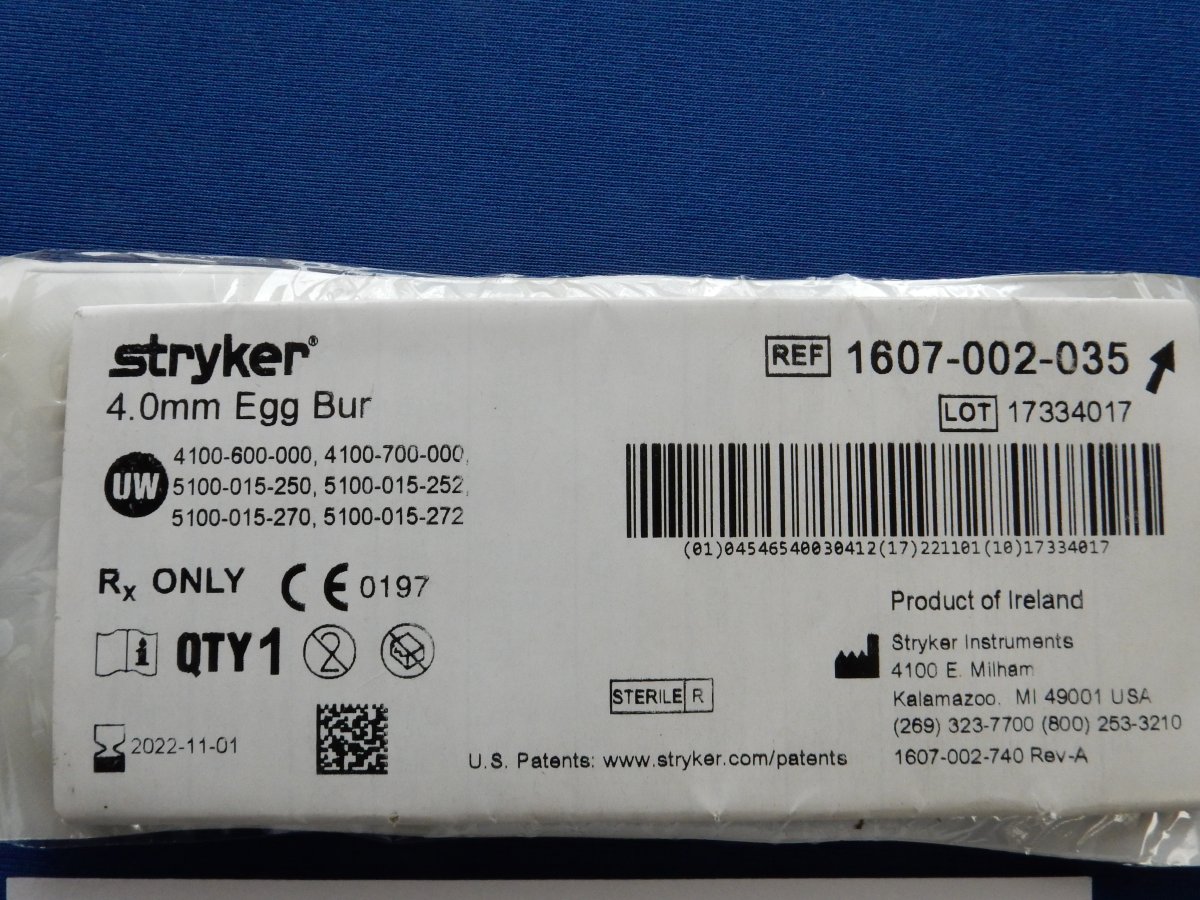 stryker®
4.0mm Egg Bur
UW
4100-600-000, 4100-700-000,
5100-015-250, 5100-015-252,
5100-015-270, 5100-015-272
Rx ONLY CE 0197
i QTY 1 2
2022-11-01
REF 1607-002-035
LOT 17334017
(01)04546540030412(17)221101(10)17334017
Product of Ireland
Stryker Instruments
4100 E. Milham
Kalamazoo, MI 49001 USA
(269) 323-7700 (800) 253-3210
1607-002-740 Rev-A
STERILE R
U.S. Patents: www.stryker.com/patents